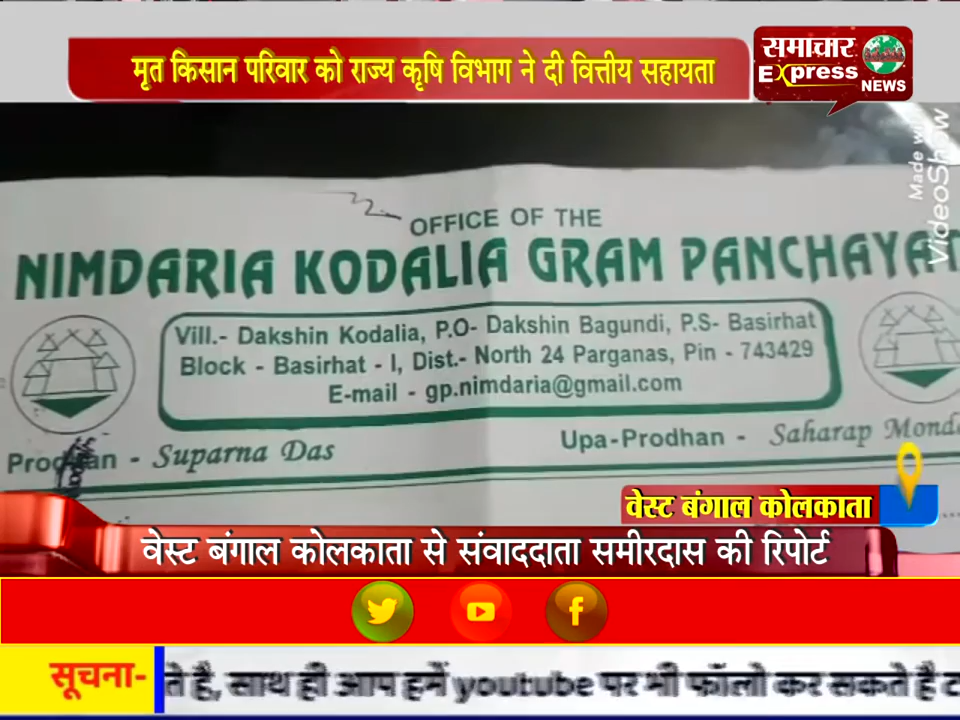 मृत किसान परिवार को राज्य कृषि विभाग ने दी वित्तीय सहायता
समाचार
Express
NEWS
Made with
VideoShow
OFFICE OF THE
NIMDARIA KODALIA GRAM PANCHAYAT
Vill.- Dakshin Kodalia, P.O- Dakshin Bagundi, P.S- Basirhat
Block - Basirhat - I, Dist.- North 24 Parganas, Pin - 743429
E-mail - gp.nimdaria@gmail.com
Prodhan - Suparna Das
Upa-Prodhan - Saharap Monda
वेस्ट बंगाल कोलकाता
वेस्ट बंगाल कोलकाता से संवाददाता समीरदास की रिपोर्ट
सूचना- ते है, साथ ही आप हमें youtube पर भी फॉलो कर सकते है